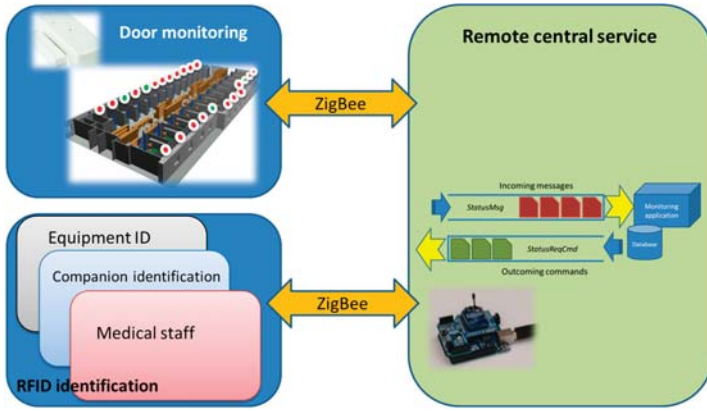 Door monitoring
ZigBee
Equipment ID
Companion identification
Medical staff
RFID identification
ZigBee
Remote central service
Incoming messages
StatusMsg
Monitoring
application
StatusReqCmd
Database
Outcoming commands